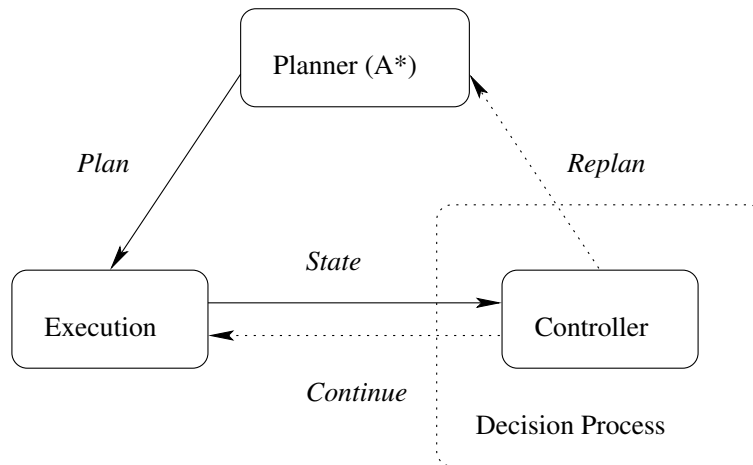 Planner (A*)
Plan
Replan
State
Execution
Controller
Continue
Decision Process